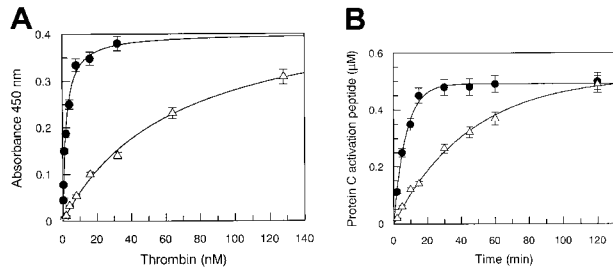 A
Absorbance 450 nm
0.4
0.3
0.2
0.1
0
0 20 40 60 80 100 120 140
Thrombin (nM)
B
Protein C activation peptide (μM)
0.6
0.4
0.2
0
0 20 40 60 80 100 120
Time (min)